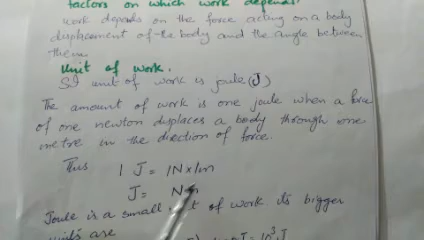 factors on which work depends.
Work depends on the force acting on a body
displacement of the body and the angle between
them.
Unit of work.
SI unit of work is joule (J)
The amount of work is one joule when a force
of one newton displaces a body through one
metre in the direction of force.
Thus 1 J = 1N x 1m
J = Nm
Joule is a small of work its bigger
units are
= 10³ J